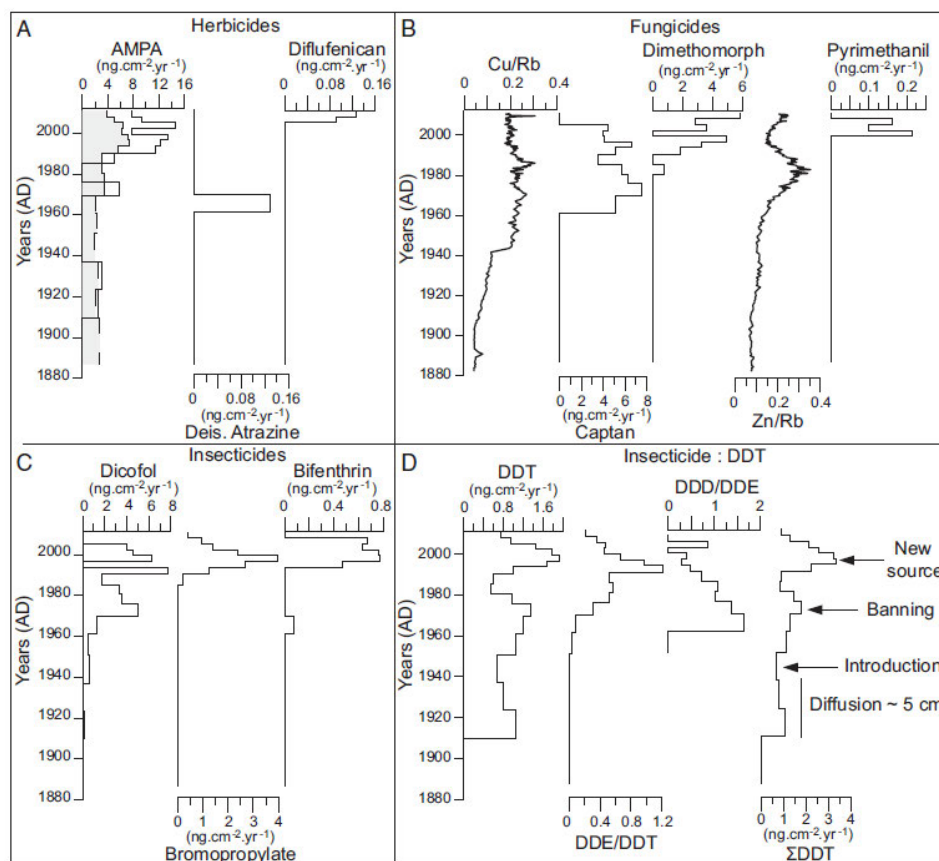 A
Herbicides
AMPA
(ng.cm-2.yr-1)
0 4 8 12 16
Diflufenican
(ng.cm-2.yr-1)
0 0.08 0.16
Years (AD)
2000
1980
1960
1940
1920
1900
1880
0 0.08 0.16
(ng.cm-2.yr-1)
Deis. Atrazine
B
Fungicides
Cu/Rb
0 0.2 0.4
Dimethomorph
(ng.cm-2.yr-1)
0 2 4 6
Pyrimethanil
(ng.cm-2.yr-1)
0 0.1 0.2
Years (AD)
2000
1980
1960
1940
1920
1900
1880
0 2 4 6 8
(ng.cm-2.yr-1)
Captan
0 0.2 0.4
Zn/Rb
C
Insecticides
Dicofol
(ng.cm-2.yr-1)
0 2 4 6 8
Bifenthrin
(ng.cm-2.yr-1)
0 0.4 0.8
Years (AD)
2000
1980
1960
1940
1920
1900
1880
0 1 2 3 4
(ng.cm-2.yr-1)
Bromopropylate
D
Insecticide : DDT
DDT
(ng.cm-2.yr-1)
0 0.8 1.6
DDD/DDE
0 1 2
Years (AD)
2000
1980
1960
1940
1920
1900
1880
New
source
Banning
Introduction
Diffusion ~ 5 cm
0 0.4 0.8 1.2
DDE/DDT
0 1 2 3 4
(ng.cm-2.yr-1)
ΣDDT